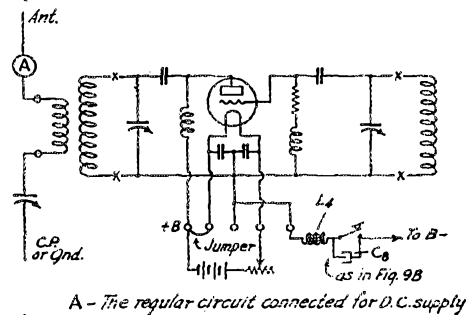 Ant.
A
x x x x
+B
Jumper
L4
To B-
C8
as in Fig. 9B
C.P.
or Gnd.
A - The regular circuit connected for D.C. supply